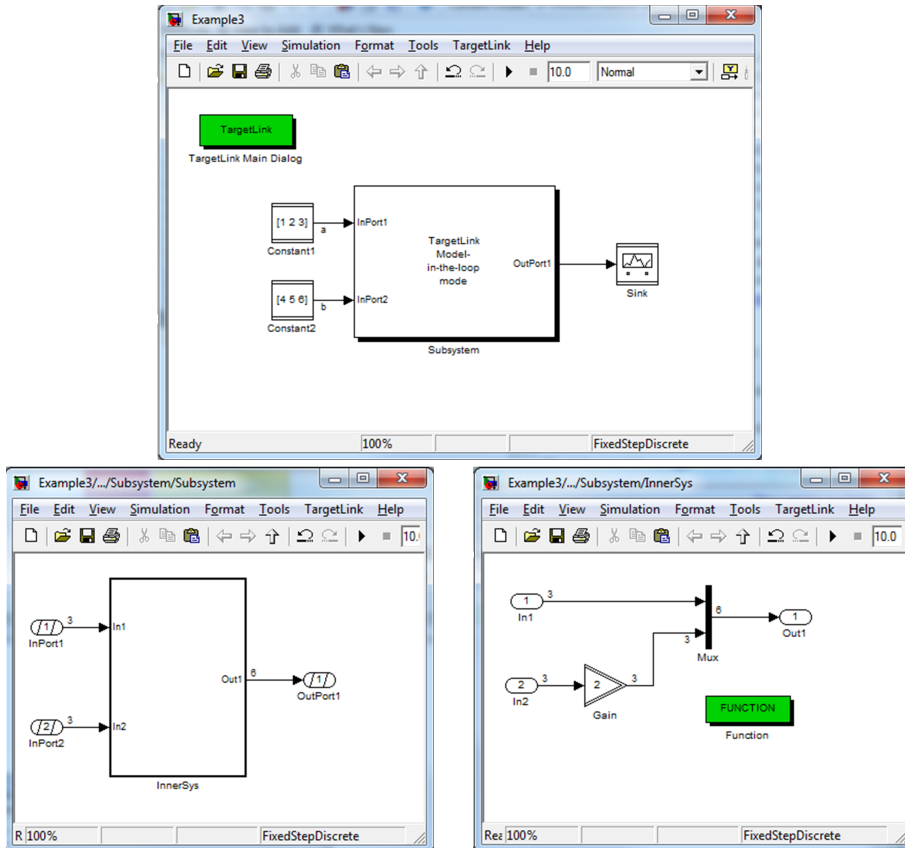 Example3
File Edit View Simulation Format Tools TargetLink Help
10.0 Normal
TargetLink
TargetLink Main Dialog
[1 2 3]
a
Constant1
[4 5 6]
b
Constant2
InPort1
InPort2
TargetLink
Model-
in-the-loop
mode
OutPort1
Subsystem
Sink
Ready 100% FixedStepDiscrete
Example3/.../Subsystem/Subsystem
File Edit View Simulation Format Tools TargetLink Help
10.
/1/ 3
InPort1
In1
/2/ 3
InPort2
In2
Out1 6
/1/
OutPort1
InnerSys
R 100% FixedStepDiscrete
Example3/.../Subsystem/InnerSys
File Edit View Simulation Format Tools TargetLink Help
10.0
1 3
In1
2 3
In2
2 3
Gain
3
6
Mux
1
Out1
FUNCTION
Function
Rea 100% FixedStepDiscrete